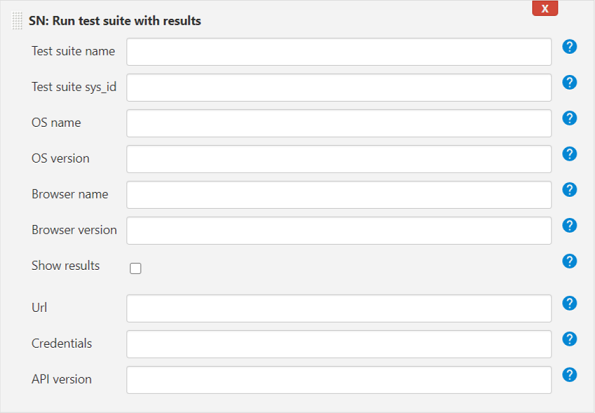 X
SN: Run test suite with results
Test suite name ?
Test suite sys_id ?
OS name ?
OS version ?
Browser name ?
Browser version ?
Show results ?
Url ?
Credentials ?
API version ?